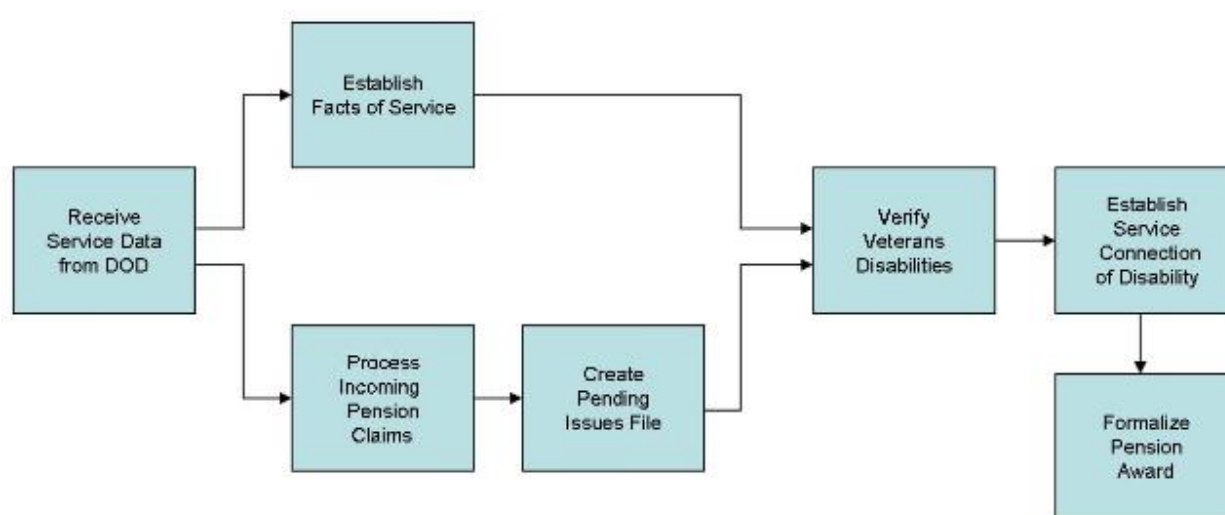 Establish
Facts of Service
Receive
Service Data
from DOD
Process
Incoming
Pension
Claims
Create
Pending
Issues File
Verify
Veterans
Disabilities
Establish
Service
Connection
of Disability
Formalize
Pension
Award